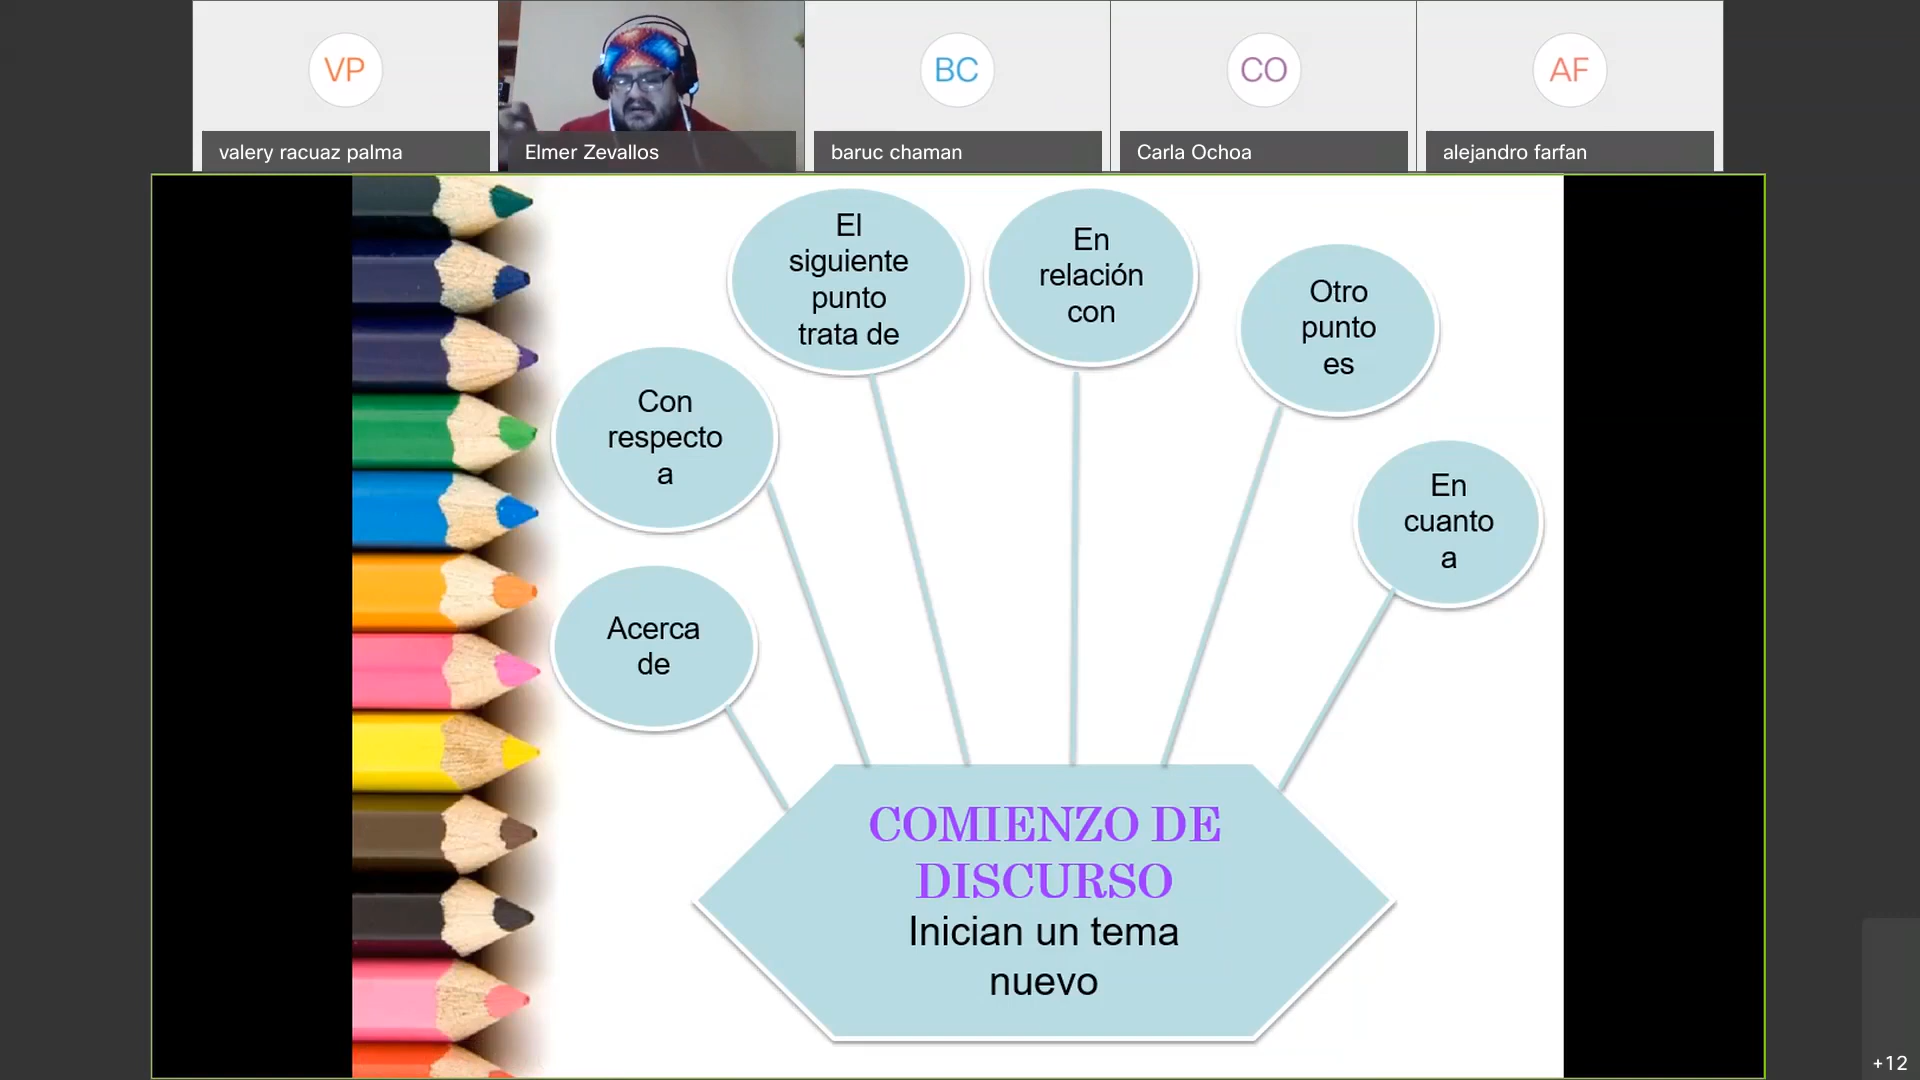 VP
BC
CO
AF
valery racuaz palma
Elmer Zevallos
baruc chaman
Carla Ochoa
alejandro farfan
El
siguiente
punto
trata de
En
relación
con
Otro
punto
es
Con
respecto
a
En
cuanto
a
Acerca
de
COMIENZO DE
DISCURSO
Inician un tema
nuevo
+12